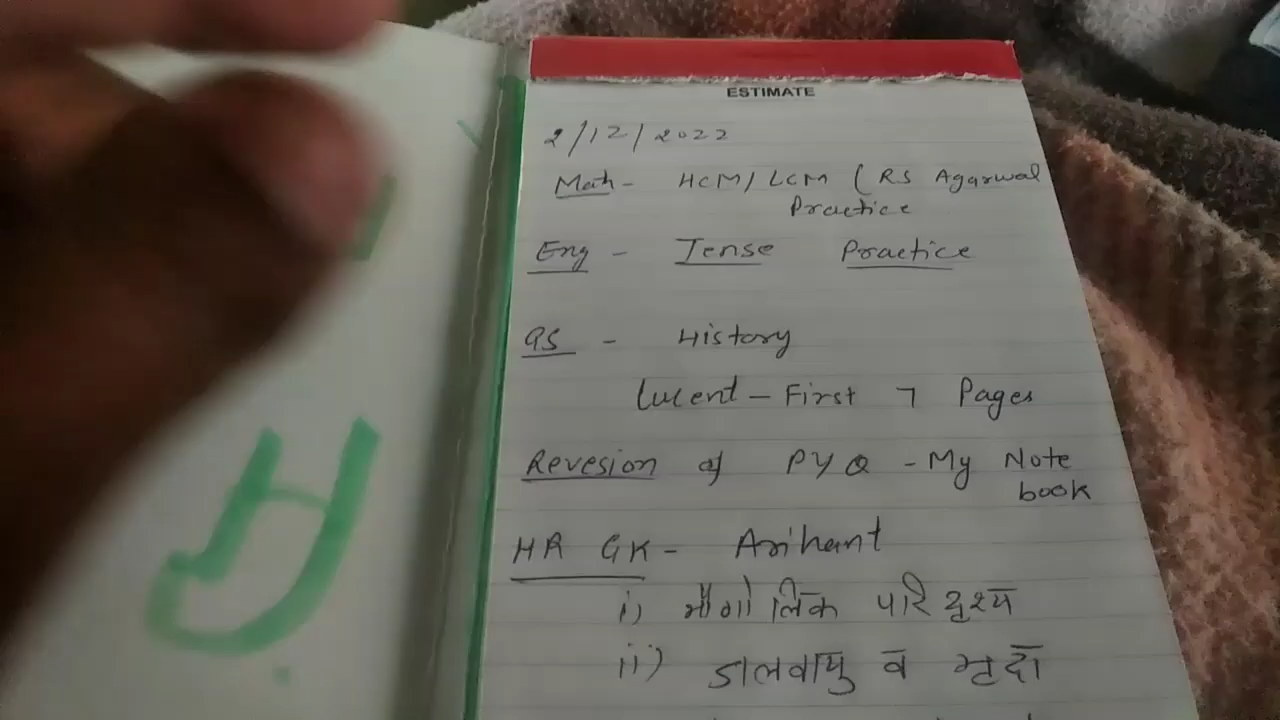 ESTIMATE
2/12/2022
Math - HCM/LCM (RS Agarwal
Practice
Eng - Tense Practice
GS - History
Lucent - First 7 Pages
Revesion of PYQ - My Note
book
HR GK - Arihant
i) भौगोलिक परिदृश्य
ii) जलवायु व मृदा